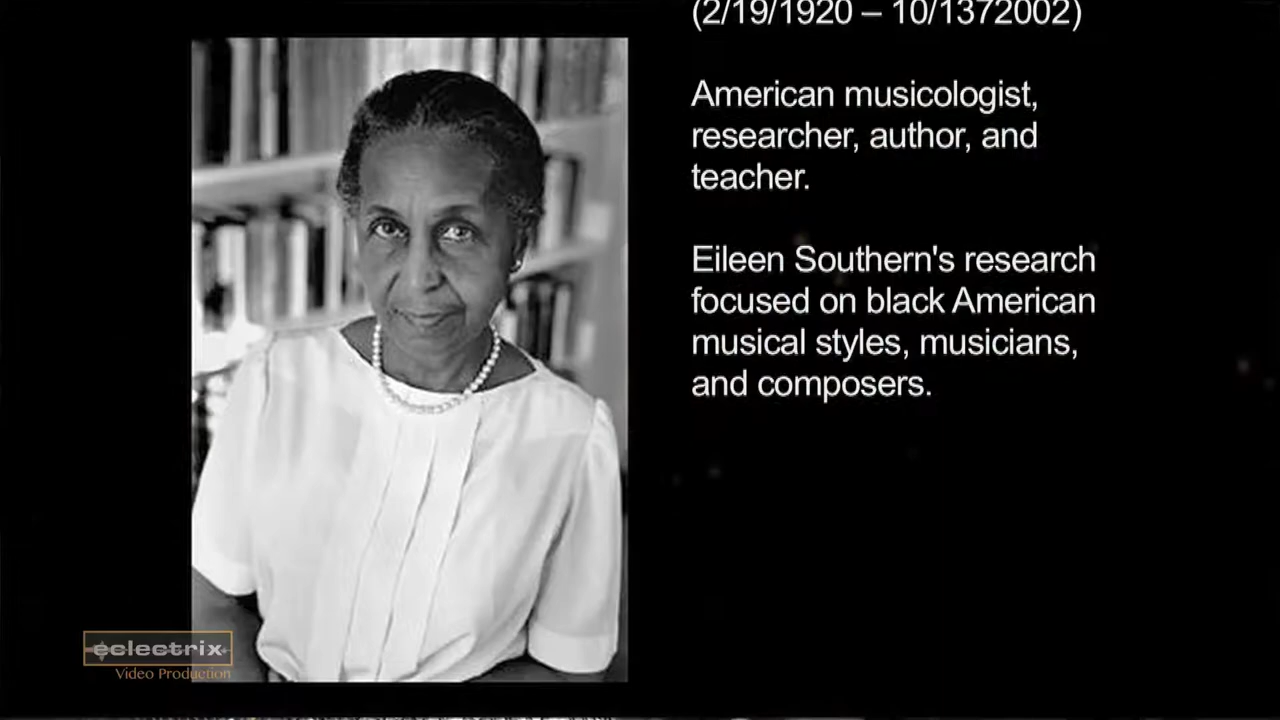 (2/19/1920 – 10/1372002)
American musicologist,
researcher, author, and
teacher.
Eileen Southern's research
focused on black American
musical styles, musicians,
and composers.
eclectrix
Video Production